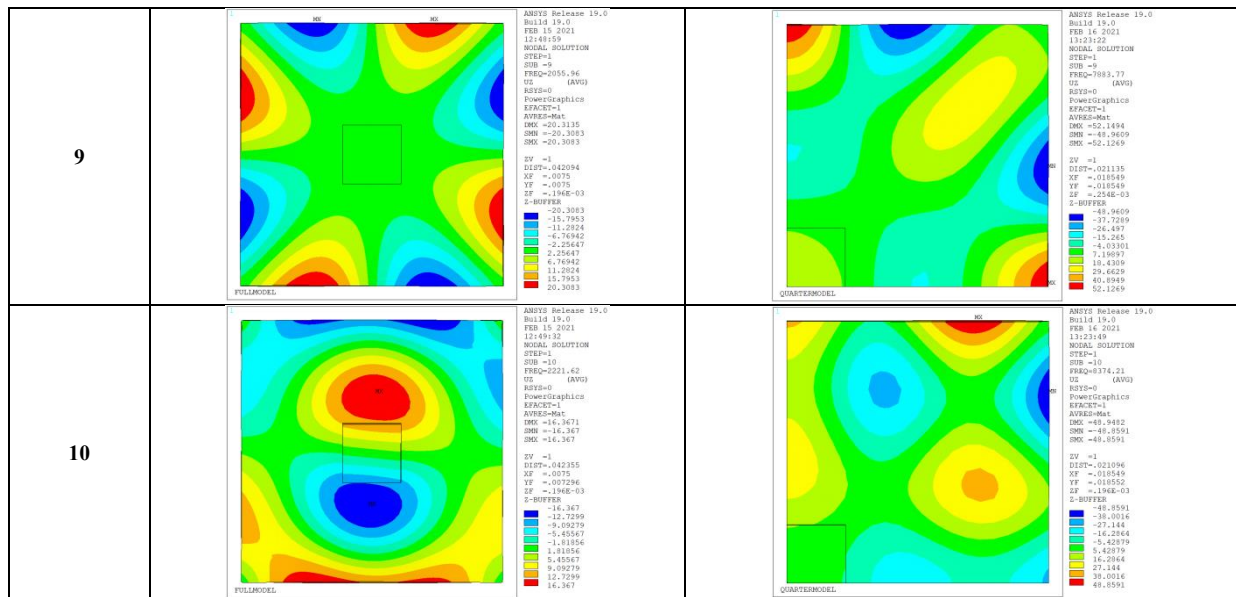 9
1
MX
MX
FULLMODEL
ANSYS Release 19.0
Build 19.0
FEB 15 2021
12:48:59
NODAL SOLUTION
STEP=1
SUB =9
FREQ=2055.96
UZ (AVG)
RSYS=0
PowerGraphics
EFACET=1
AVRES=Mat
DMX =20.3135
SMN =-20.3083
SMX =20.3083
ZV =1
DIST=.042094
XF =.0075
YF =.0075
ZF =.196E-03
Z-BUFFER
-20.3083
-15.7953
-11.2824
-6.76942
-2.25647
2.25647
6.76942
11.2824
15.7953
20.3083
1
MN
MX
QUARTERMODEL
ANSYS Release 19.0
Build 19.0
FEB 16 2021
13:23:22
NODAL SOLUTION
STEP=1
SUB =9
FREQ=7883.77
UZ (AVG)
RSYS=0
PowerGraphics
EFACET=1
AVRES=Mat
DMX =52.1494
SMN =-48.9609
SMX =52.1269
ZV =1
DIST=.021135
XF =.018549
YF =.018549
ZF =.254E-03
Z-BUFFER
-48.9609
-37.7289
-26.497
-15.265
-4.03301
7.19897
18.4309
29.6629
40.8949
52.1269
10
1
FULLMODEL
ANSYS Release 19.0
Build 19.0
FEB 15 2021
12:49:32
NODAL SOLUTION
STEP=1
SUB =10
FREQ=2221.62
UZ (AVG)
RSYS=0
PowerGraphics
EFACET=1
AVRES=Mat
DMX =16.3671
SMN =-16.367
SMX =16.367
ZV =1
DIST=.042355
XF =.0075
YF =.007296
ZF =.196E-03
Z-BUFFER
-16.367
-12.7299
-9.09279
-5.45567
-1.81856
1.81856
5.45567
9.09279
12.7299
16.367
1
MX
MN
QUARTERMODEL
ANSYS Release 19.0
Build 19.0
FEB 16 2021
13:23:49
NODAL SOLUTION
STEP=1
SUB =10
FREQ=8374.21
UZ (AVG)
RSYS=0
PowerGraphics
EFACET=1
AVRES=Mat
DMX =48.9482
SMN =-48.8591
SMX =48.8591
ZV =1
DIST=.021096
XF =.018549
YF =.018552
ZF =.196E-03
Z-BUFFER
-48.8591
-38.0016
-27.144
-16.2864
-5.42879
5.42879
16.2864
27.144
38.0016
48.8591